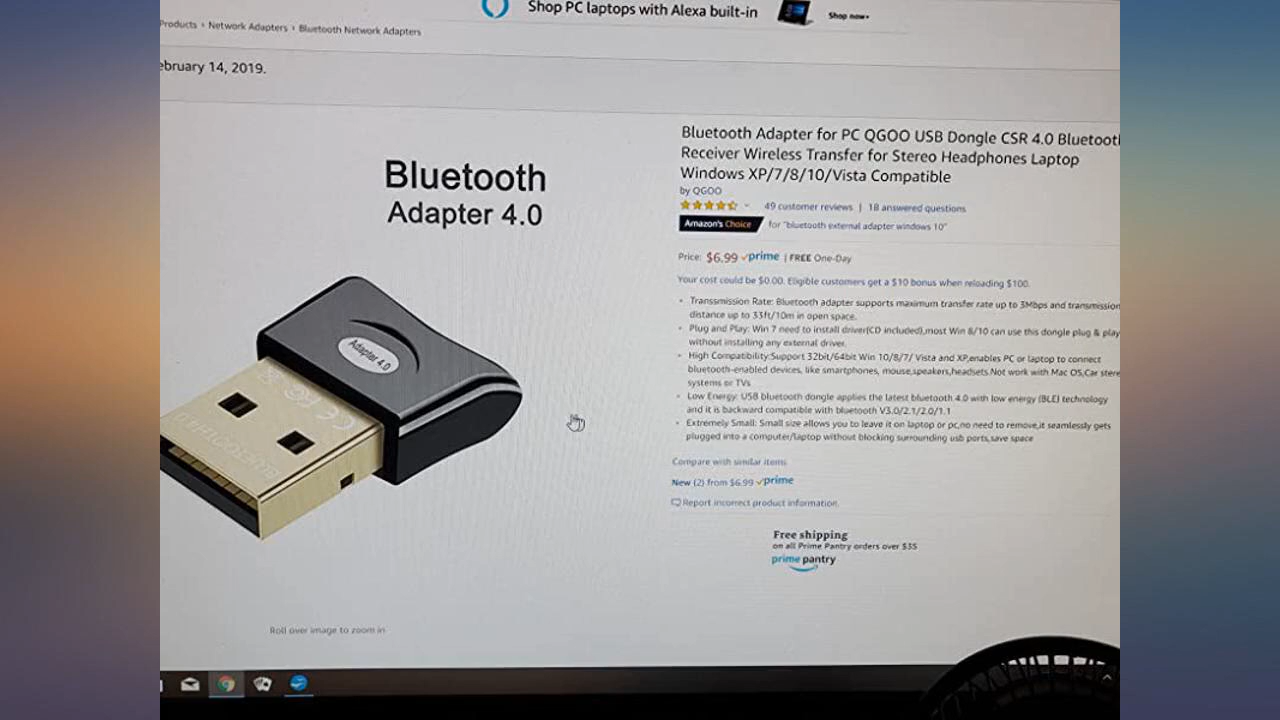 Shop PC laptops with Alexa built-in
Shop now▸
Products › Network Adapters › Bluetooth Network Adapters
ebruary 14, 2019.
Bluetooth
Adapter 4.0
Adapter 4.0
BLUETOOTH 4.0
CE
Roll over image to zoom in
Bluetooth Adapter for PC QGOO USB Dongle CSR 4.0 Bluetooth
Receiver Wireless Transfer for Stereo Headphones Laptop
Windows XP/7/8/10/Vista Compatible
by QGOO
49 customer reviews | 18 answered questions
Amazon's Choice for "bluetooth external adapter windows 10"
Price: $6.99 prime | FREE One-Day
Your cost could be $0.00. Eligible customers get a $10 bonus when reloading $100.
• Transsmission Rate: Bluetooth adapter supports maximum transfer rate up to 3Mbps and transmission
distance up to 33ft/10m in open space.
• Plug and Play: Win 7 need to install driver(CD included),most Win 8/10 can use this dongle plug & play
without installing any external driver.
• High Compatibility:Support 32bit/64bit Win 10/8/7/ Vista and XP,enables PC or laptop to connect
bluetooth-enabled devices, like smartphones, mouse,speakers,headsets.Not work with Mac OS,Car stere
systems or TVs
• Low Energy: USB bluetooth dongle applies the latest bluetooth 4.0 with low energy (BLE) technology
and it is backward compatible with bluetooth V3.0/2.1/2.0/1.1
• Extremely Small: Small size allows you to leave it on laptop or pc,no need to remove,it seamlessly gets
plugged into a computer/laptop without blocking surrounding usb ports,save space
Compare with similar items
New (2) from $6.99 prime
Report incorrect product information.
Free shipping
on all Prime Pantry orders over $35
prime pantry